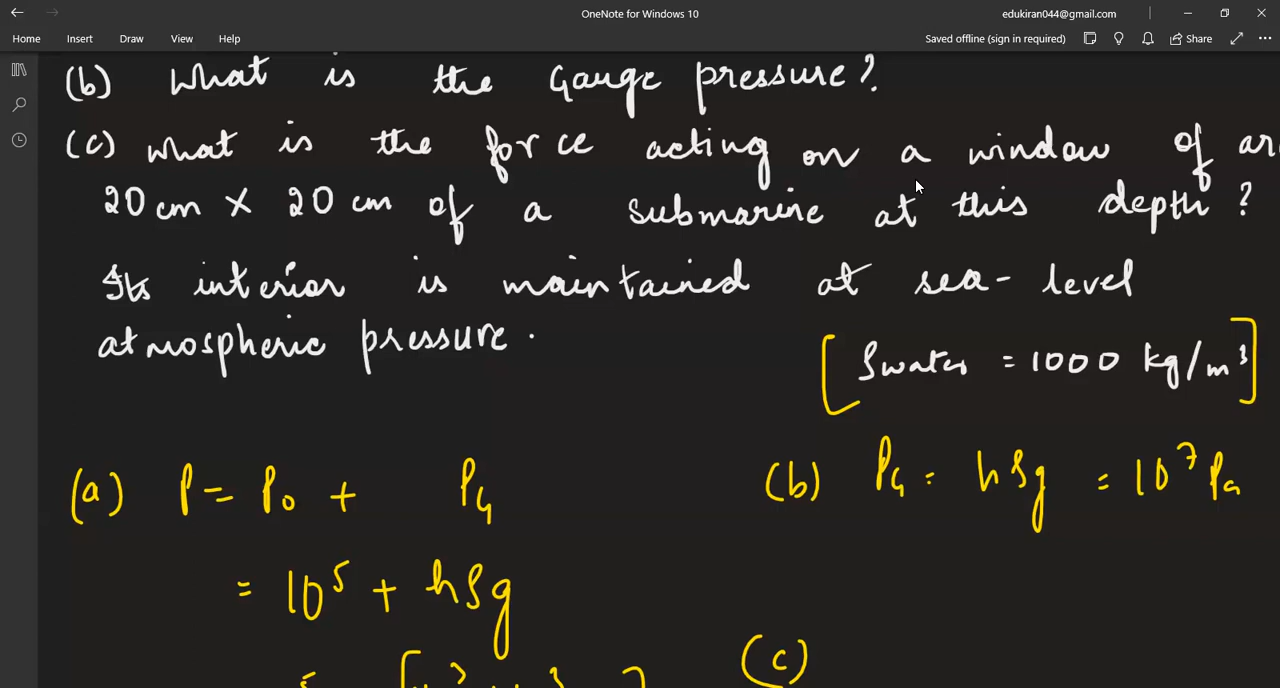 OneNote for Windows 10
edukiran044@gmail.com
Home Insert Draw View Help
Saved offline (sign in required) Share
(b) What is the Gauge pressure?
(c) what is the force acting on a window of
20 cm × 20 cm of a submarine at this depth?
Its interior is maintained at sea-level
atmospheric pressure.
[ρwater = 1000 kg/m³]
(a) P = P₀ + PG
(b) PG = hρg = 10⁷ Pa
= 10⁵ + hρg
(c)